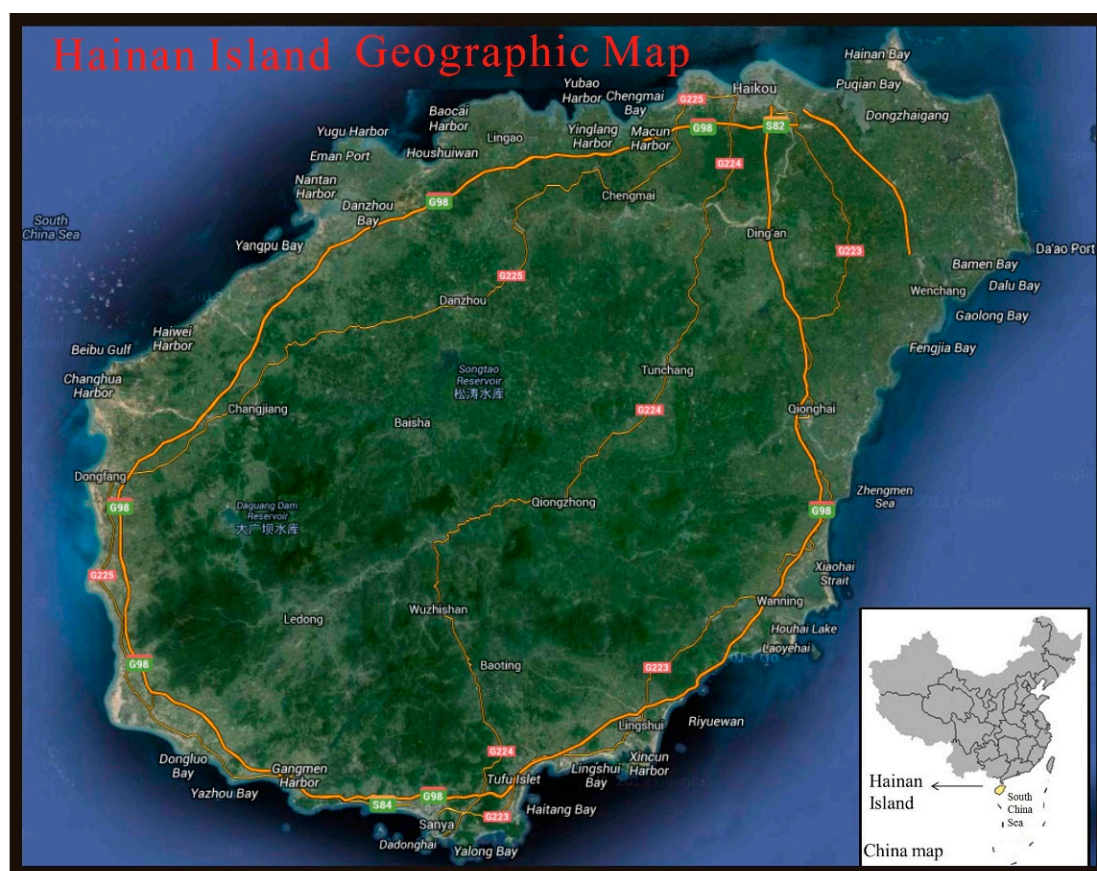 Hainan Island Geographic Map
Hainan Bay
Yubao
Harbor
Chengmai
Bay
Haikou
Puqian Bay
G225
Baocai
Harbor
Dongzhaigang
Yugu Harbor
Lingao
Yinglang
Harbor
Macun
Harbor
G98
S82
Eman Port
Houshuiwan
G224
Nantan
Harbor
Chengmai
Danzhou
Bay
G98
South
China Sea
Yangpu Bay
Ding'an
G223
Da'ao Port
Bamen Bay
G225
Wenchang
Dalu Bay
Danzhou
Gaolong Bay
Haiwei
Harbor
Beibu Gulf
Fengjia Bay
Changhua
Harbor
Songtao
Reservoir
松涛水库
Tunchang
Changjiang
Baisha
G224
Qionghai
Dongfang
Zhengmen
Sea
G98
Daguang Dam
Reservoir
大广坝水库
Qiongzhong
G98
G225
Xiaohai
Strait
Wuzhishan
Wanning
Ledong
Houhai Lake
Laoyehai
G98
Baoting
G223
Riyuewan
Lingshui
Dongluo
Bay
Gangmen
Harbor
G224
Xincun
Harbor
Tufu Islet
Lingshui
Bay
Yazhou Bay
S84
G98
Haitang Bay
Sanya
G223
Dadonghai
Yalong Bay
Hainan
Island
South
China
Sea
China map